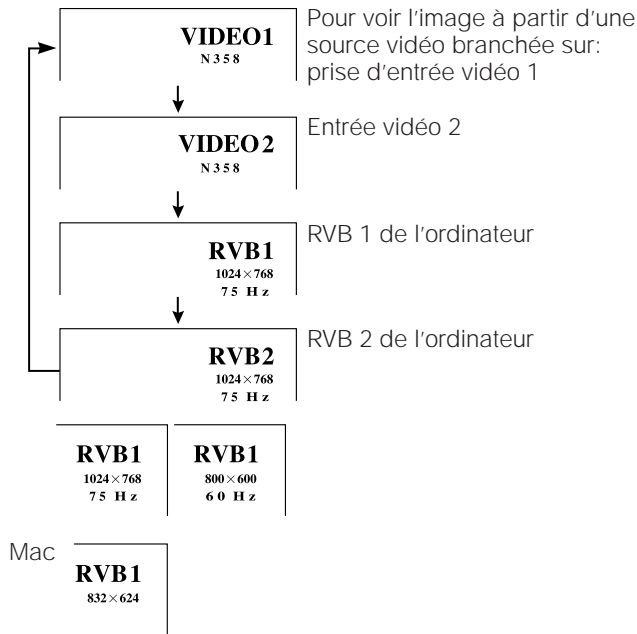 VIDEO1
N358
Pour voir l'image à partir d'une
source vidéo branchée sur:
prise d'entrée vidéo 1
VIDEO2
N358
Entrée vidéo 2
RVB1
1024×768
75 Hz
RVB 1 de l'ordinateur
RVB2
1024×768
75 Hz
RVB 2 de l'ordinateur
RVB1
1024×768
75 Hz
RVB1
800×600
60 Hz
Mac
RVB1
832×624